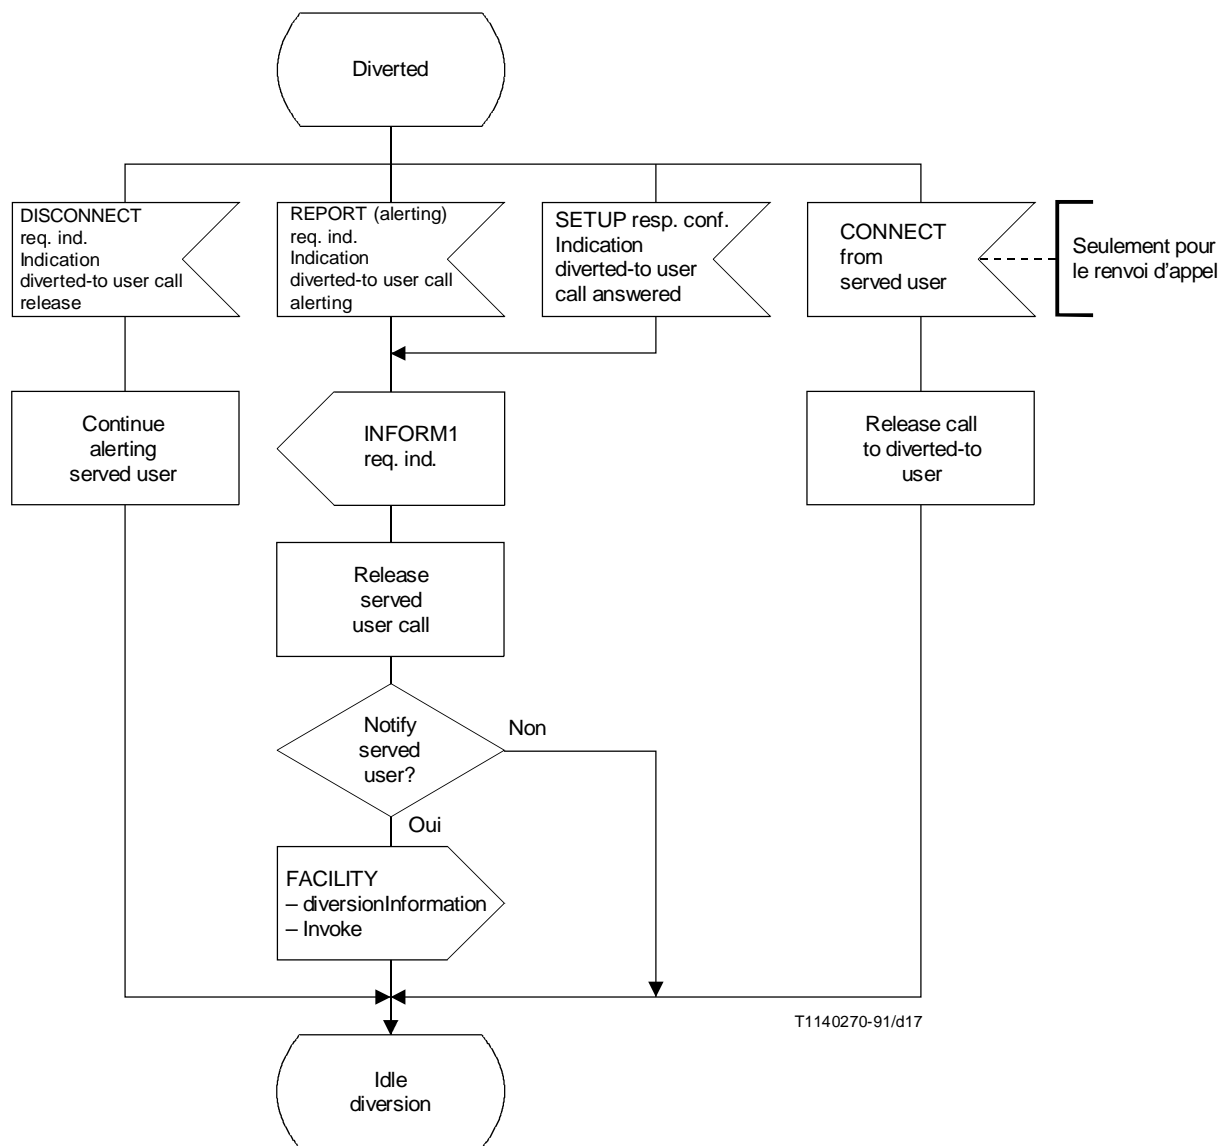 Diverted
DISCONNECT
req. ind.
Indication
diverted-to user call
release
REPORT (alerting)
req. ind.
Indication
diverted-to user call
alerting
SETUP resp. conf.
Indication
diverted-to user
call answered
CONNECT
from
served user
Seulement pour
le renvoi d'appel
Continue
alerting
served user
INFORM1
req. ind.
Release call
to diverted-to
user
Release
served
user call
Notify
served
user?
Non
Oui
FACILITY
– diversionInformation
– Invoke
T1140270-91/d17
Idle
diversion